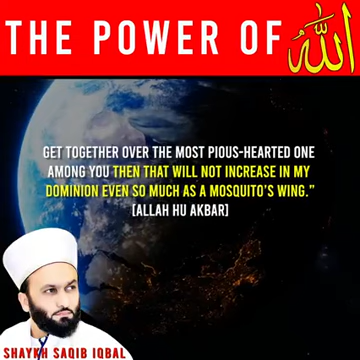 THE POWER OF الله
GET TOGETHER OVER THE MOST PIOUS-HEARTED ONE
AMONG YOU THEN THAT WILL NOT INCREASE IN MY
DOMINION EVEN SO MUCH AS A MOSQUITO'S WING."
[ALLAH HU AKBAR]
SHAYKH SAQIB IQBAL